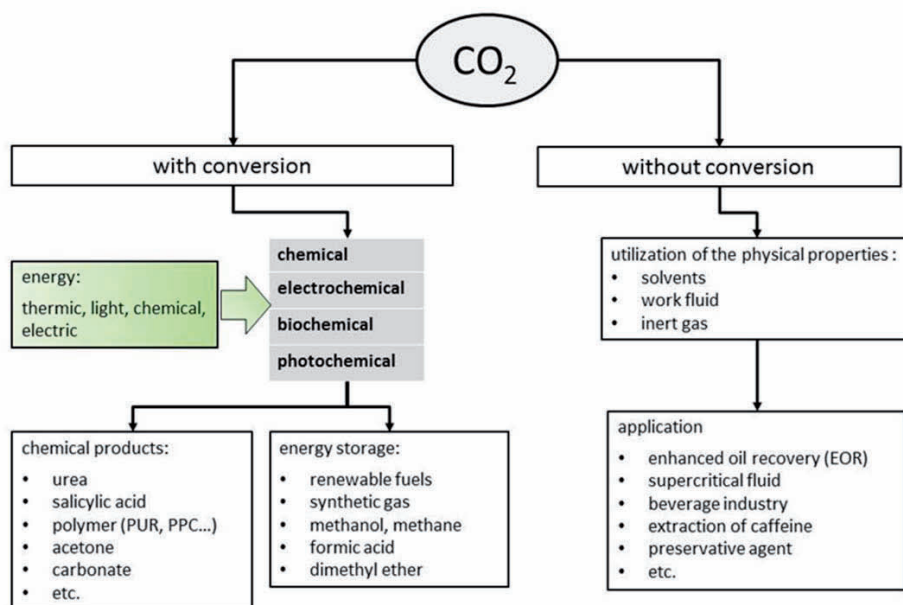 CO₂
with conversion
without conversion
energy:
thermic, light, chemical,
electric
chemical
electrochemical
biochemical
photochemical
utilization of the physical properties :
• solvents
• work fluid
• inert gas
chemical products:
• urea
• salicylic acid
• polymer (PUR, PPC...)
• acetone
• carbonate
• etc.
energy storage:
• renewable fuels
• synthetic gas
• methanol, methane
• formic acid
• dimethyl ether
application
• enhanced oil recovery (EOR)
• supercritical fluid
• beverage industry
• extraction of caffeine
• preservative agent
• etc.